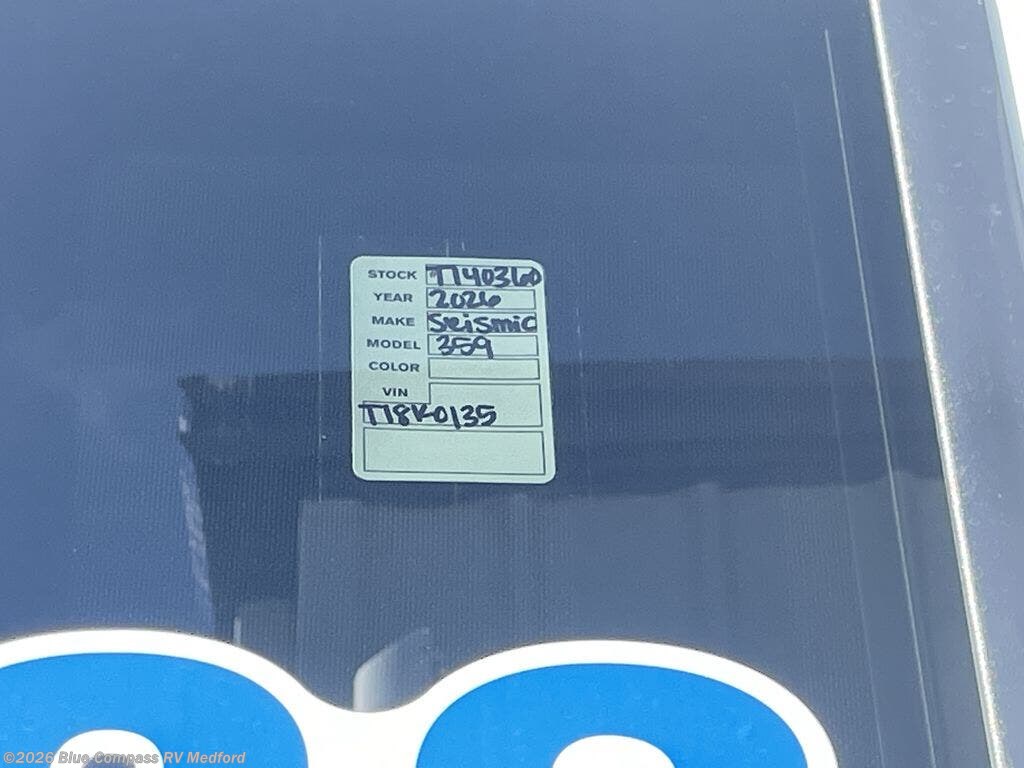 STOCK TT40360
YEAR 2026
MAKE Seismic
MODEL 359
COLOR
VIN
TT8K0135
©2026 Blue Compass RV Medford